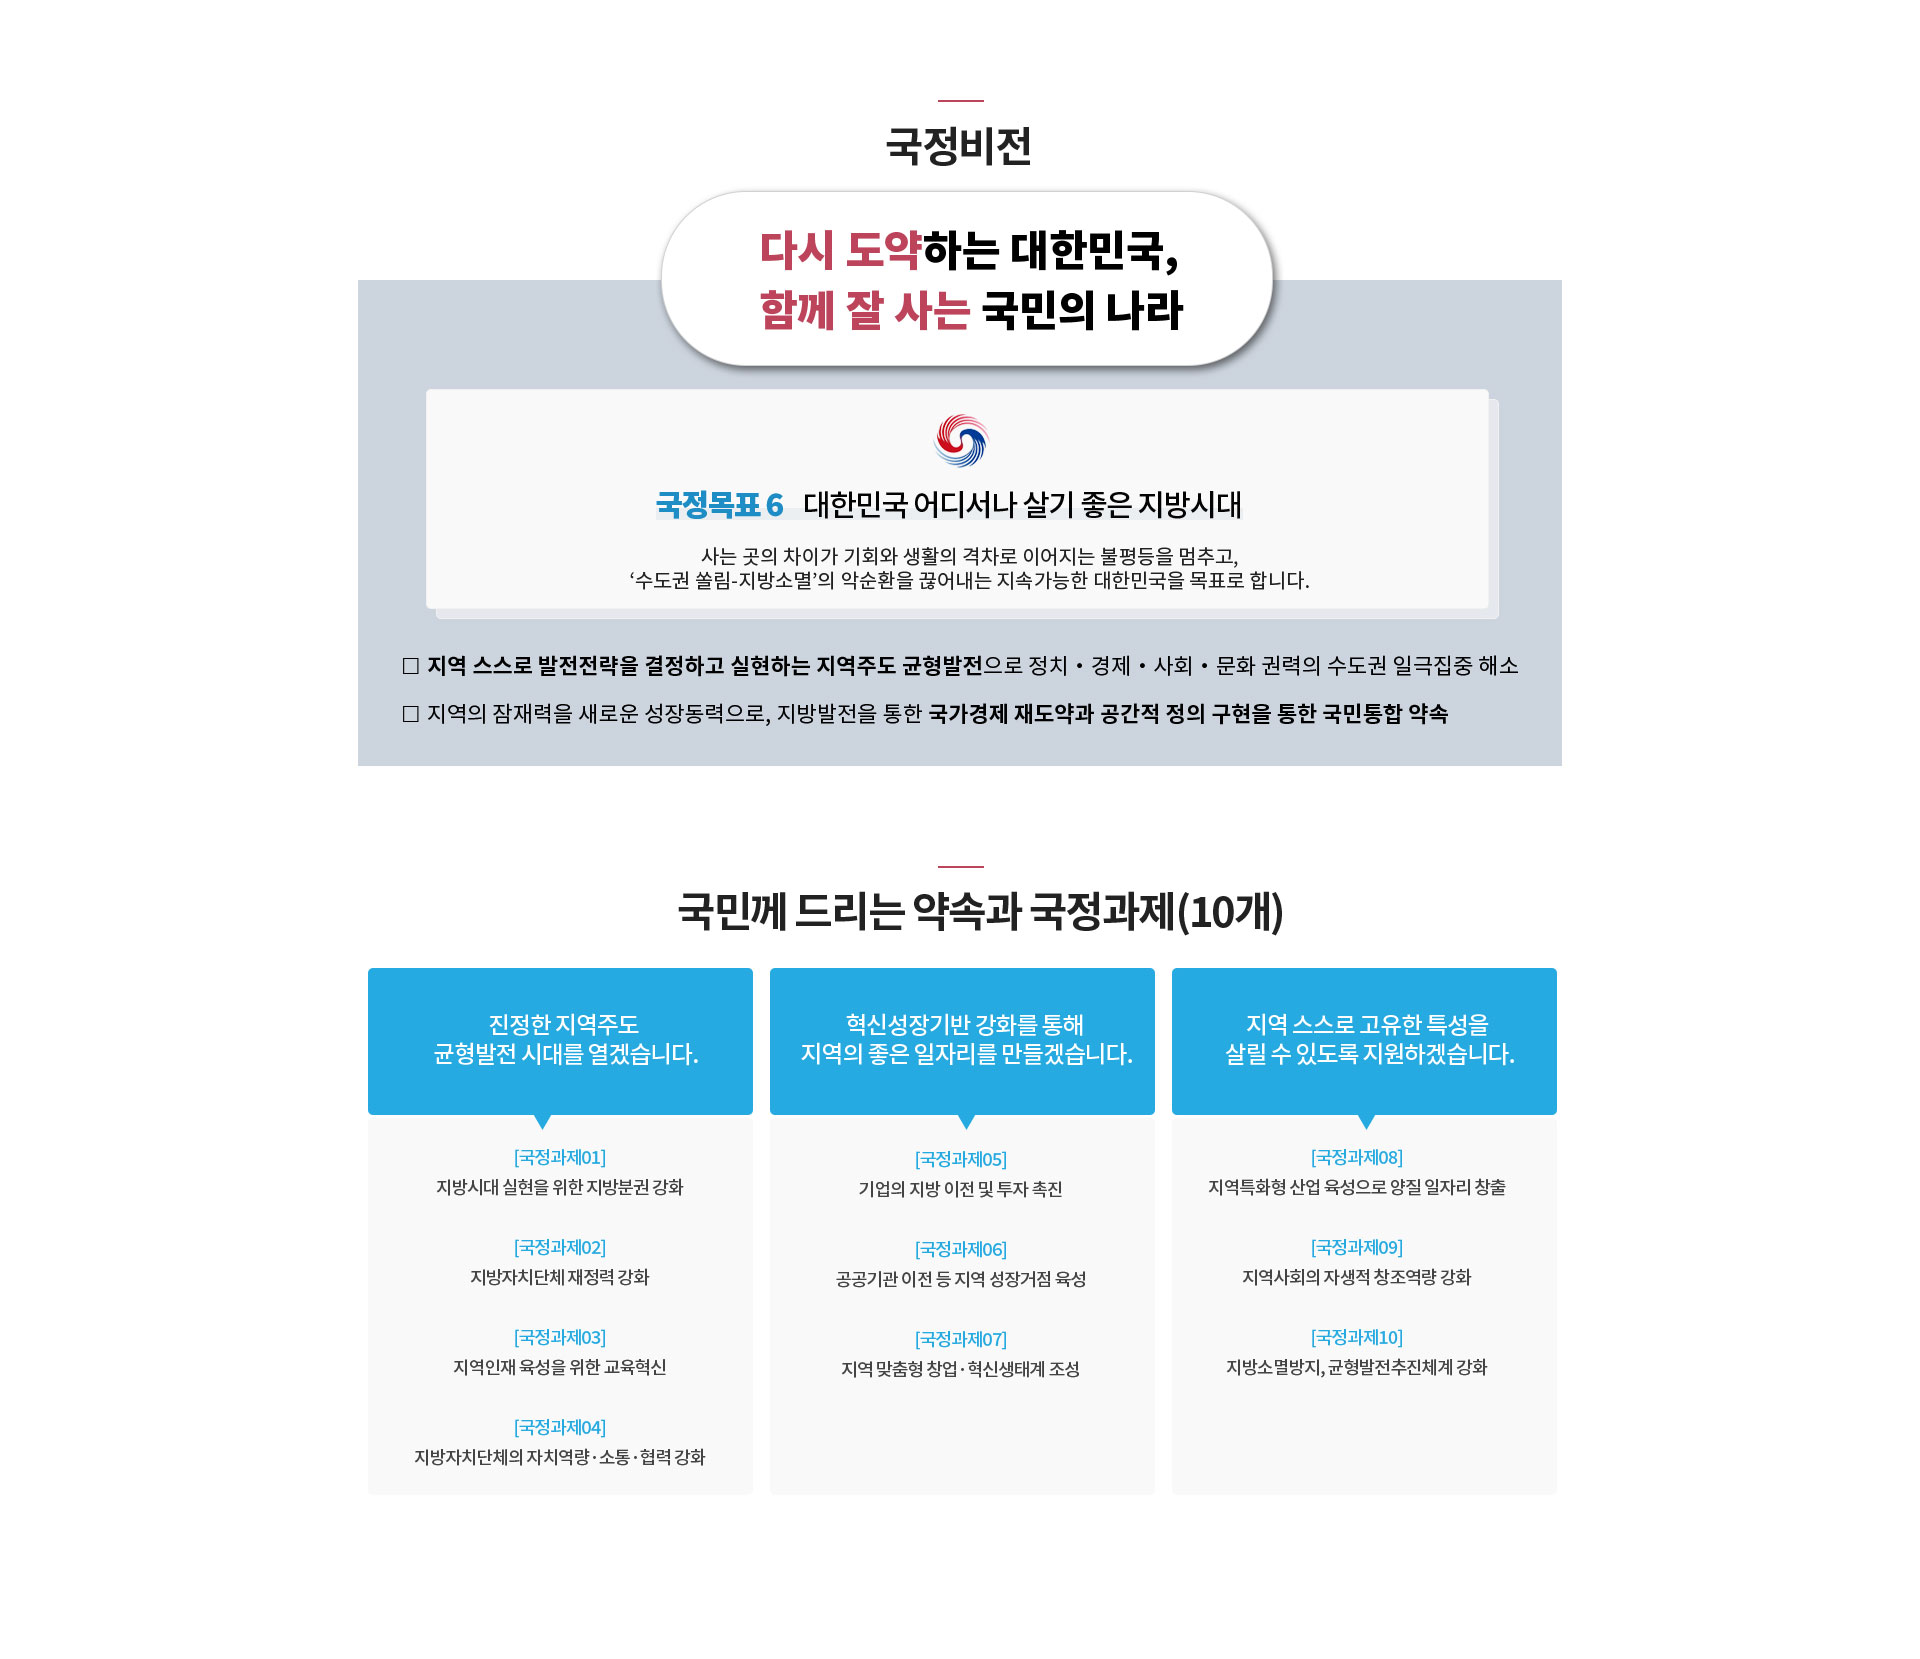 국정비전
다시 도약하는 대한민국,
함께 잘 사는 국민의 나라
국정목표 6 대한민국 어디서나 살기 좋은 지방시대
사는 곳의 차이가 기회와 생활의 격차로 이어지는 불평등을 멈추고,
‘수도권 쏠림-지방소멸’의 악순환을 끊어내는 지속가능한 대한민국을 목표로 합니다.
□ 지역 스스로 발전전략을 결정하고 실현하는 지역주도 균형발전으로 정치・경제・사회・문화 권력의 수도권 일극집중 해소
□ 지역의 잠재력을 새로운 성장동력으로, 지방발전을 통한 국가경제 재도약과 공간적 정의 구현을 통한 국민통합 약속
국민께 드리는 약속과 국정과제(10개)
진정한 지역주도
균형발전 시대를 열겠습니다.
[국정과제01]
지방시대 실현을 위한 지방분권 강화
[국정과제02]
지방자치단체 재정력 강화
[국정과제03]
지역인재 육성을 위한 교육혁신
[국정과제04]
지방자치단체의 자치역량·소통·협력 강화
혁신성장기반 강화를 통해
지역의 좋은 일자리를 만들겠습니다.
[국정과제05]
기업의 지방 이전 및 투자 촉진
[국정과제06]
공공기관 이전 등 지역 성장거점 육성
[국정과제07]
지역 맞춤형 창업·혁신생태계 조성
지역 스스로 고유한 특성을
살릴 수 있도록 지원하겠습니다.
[국정과제08]
지역특화형 산업 육성으로 양질 일자리 창출
[국정과제09]
지역사회의 자생적 창조역량 강화
[국정과제10]
지방소멸방지, 균형발전추진체계 강화